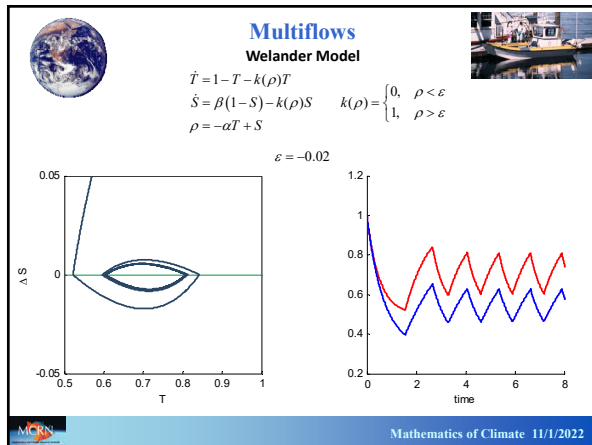 Multiflows
Welander Model
Ṫ = 1 − T − k(ρ)T
Ṡ = β(1 − S) − k(ρ)S
ρ = −αT + S
k(ρ) = {0, ρ < ε
1, ρ > ε
ε = −0.02
0.05
0
-0.05
Δ S
0.5 0.6 0.7 0.8 0.9 1
T
1.2
1
0.8
0.6
0.4
0.2
0 2 4 6 8
time
MCRN
Mathematics of Climate 11/1/2022